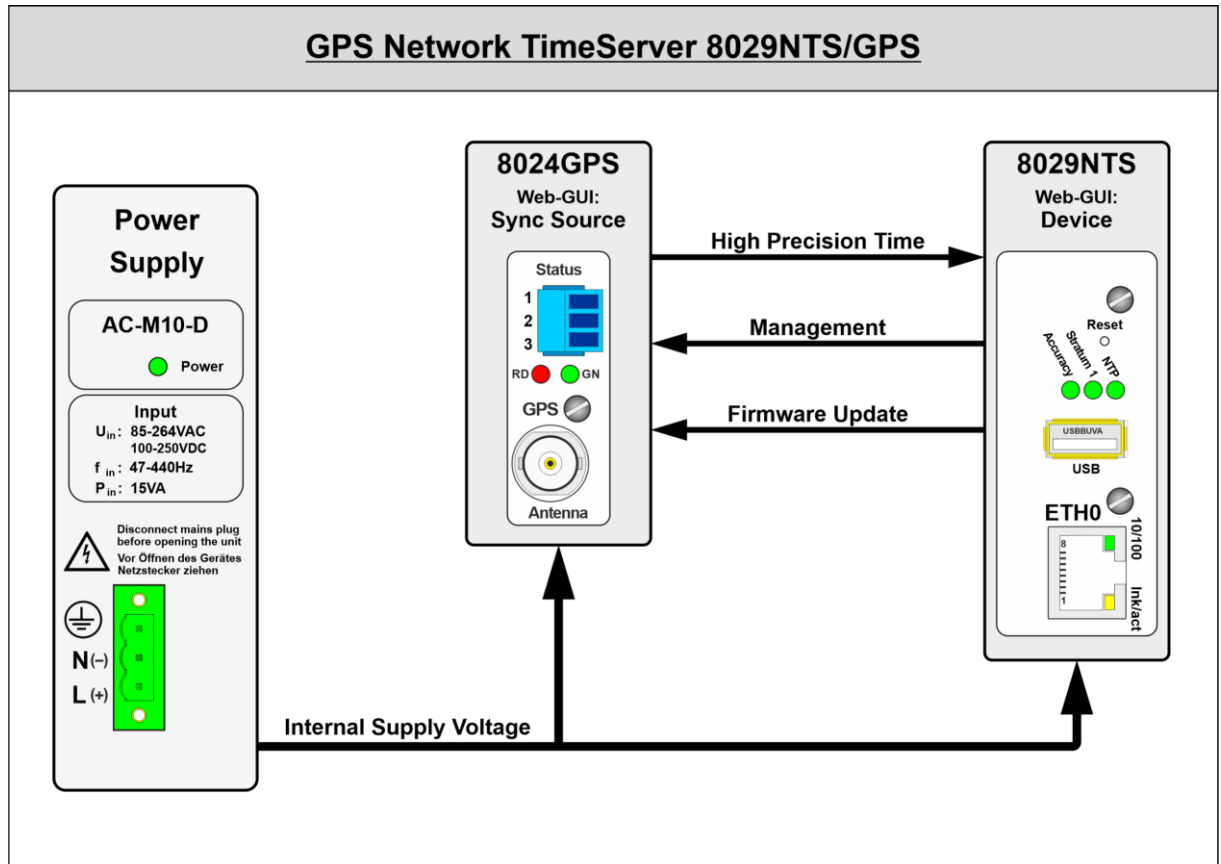 GPS Network TimeServer 8029NTS/GPS
Power
Supply
AC-M10-D
Power
Input
Uin: 85-264VAC
100-250VDC
f in: 47-440Hz
Pin: 15VA
Disconnect mains plug
before opening the unit
Vor Öffnen des Gerätes
Netzstecker ziehen
N(–)
L (+)
Internal Supply Voltage
8024GPS
Web-GUI:
Sync Source
Status
1
2
3
RD
GN
GPS
Antenna
High Precision Time
Management
Firmware Update
8029NTS
Web-GUI:
Device
Reset
Accuracy
Stratum 1
NTP
USBBUVA
USB
ETH0
10/100
8
1
lnk/act